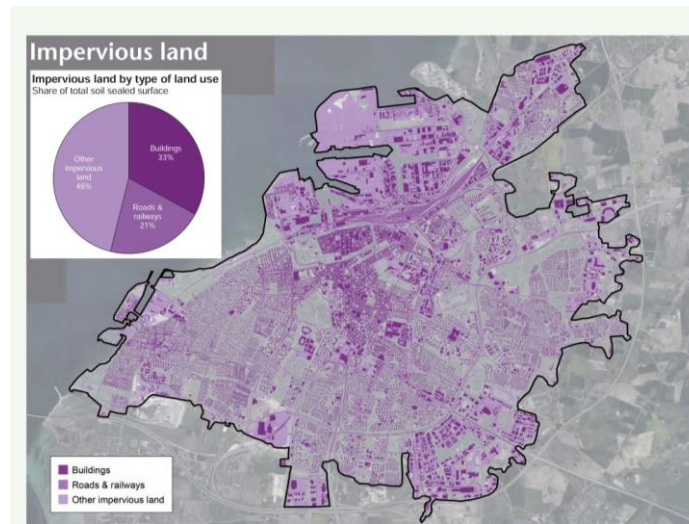 Impervious land
Impervious land by type of land use
Share of total soil sealed surface
Buildings
33%
Other
impervious
land
46%
Roads &
railways
21%
Buildings
Roads & railways
Other impervious land